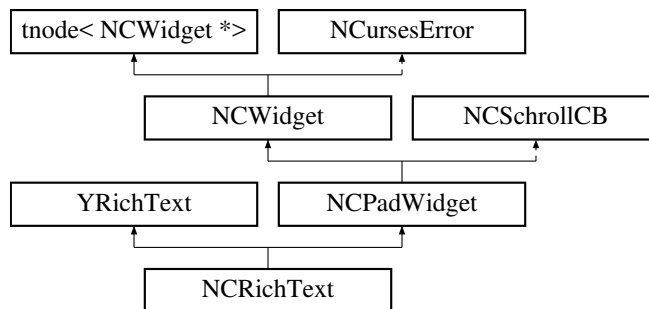 tnode< NCWidget *>
NCursesError
NCWidget
NCSchrollCB
YRichText
NCPadWidget
NCRichText